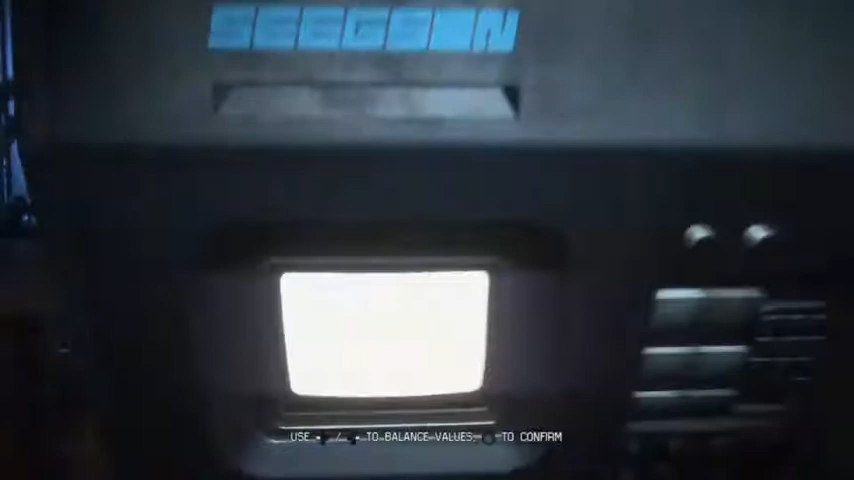 SEEGSON
USE / TO BALANCE VALUES, TO CONFIRM